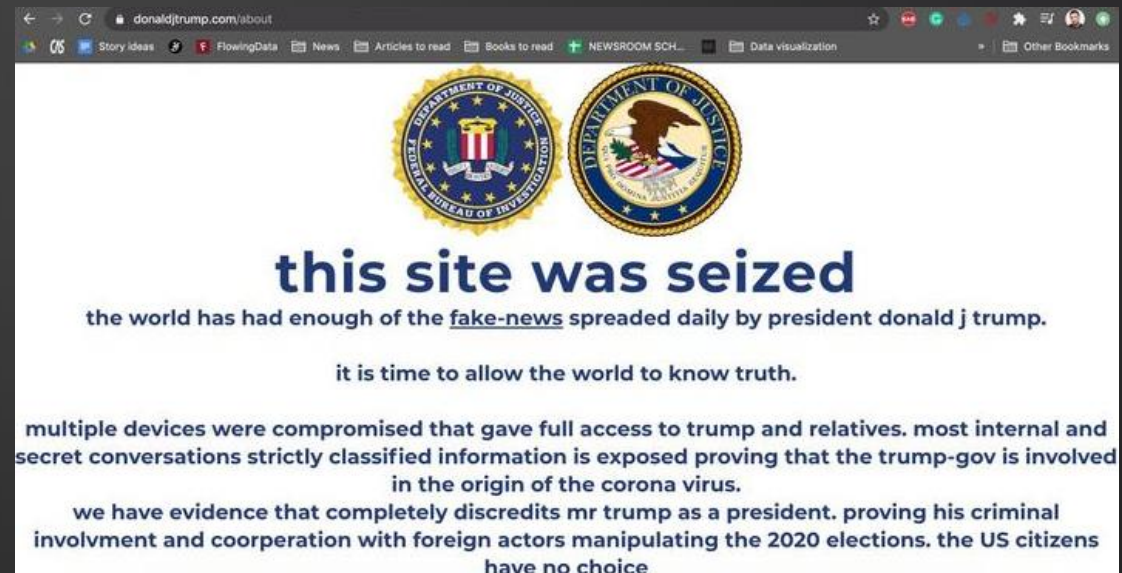 donaldjtrump.com/about
Story ideas FlowingData News Articles to read Books to read NEWSROOM SCH... Data visualization » Other Bookmarks
DEPARTMENT OF JUSTICE
FEDERAL BUREAU OF INVESTIGATION
DEPARTMENT OF JUSTICE
QUI PRO DOMINA JUSTITIA SEQUITUR
this site was seized
the world has had enough of the fake-news spreaded daily by president donald j trump.
it is time to allow the world to know truth.
multiple devices were compromised that gave full access to trump and relatives. most internal and
secret conversations strictly classified information is exposed proving that the trump-gov is involved
in the origin of the corona virus.
we have evidence that completely discredits mr trump as a president. proving his criminal
involvment and coorperation with foreign actors manipulating the 2020 elections. the US citizens
have no choice